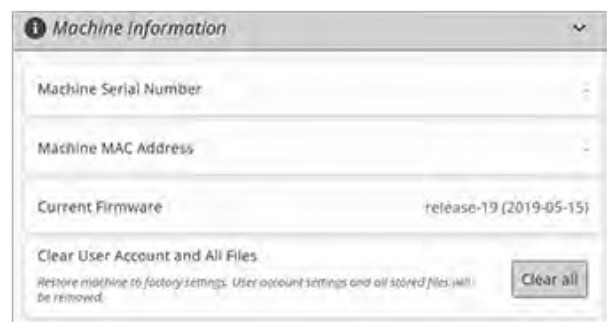 Machine Information
Machine Serial Number -
Machine MAC Address -
Current Firmware release-19 (2019-05-15)
Clear User Account and All Files
Restore machine to factory settings. User account settings and all stored files will
be removed.
Clear all